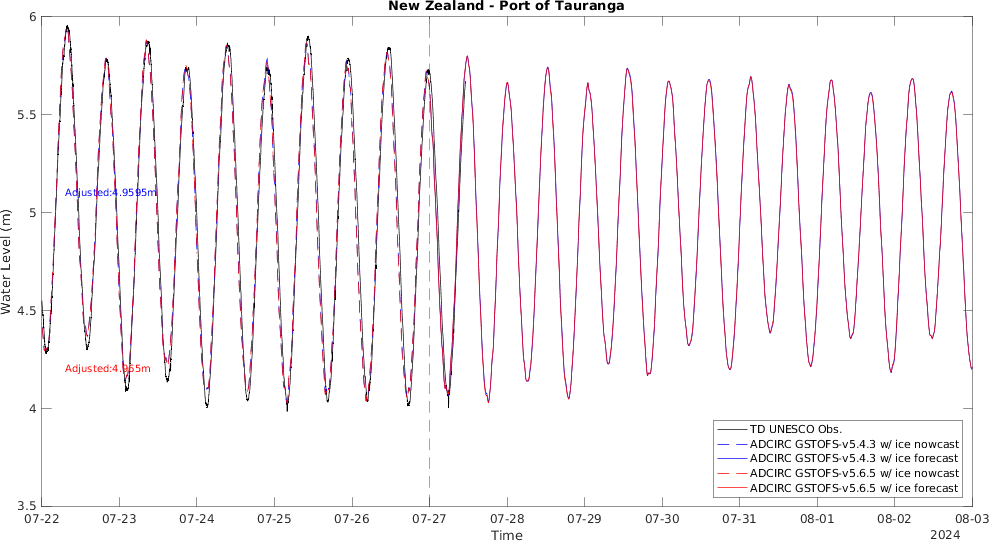 New Zealand - Port of Tauranga
6
5.5
5
4.5
4
3.5
Water Level (m)
Adjusted:4.9595m
Adjusted:4.955m
TD UNESCO Obs.
ADCIRC GSTOFS-v5.4.3 w/ ice nowcast
ADCIRC GSTOFS-v5.4.3 w/ ice forecast
ADCIRC GSTOFS-v5.6.5 w/ ice nowcast
ADCIRC GSTOFS-v5.6.5 w/ ice forecast
07-22 07-23 07-24 07-25 07-26 07-27 07-28 07-29 07-30 07-31 08-01 08-02 08-03
Time
2024